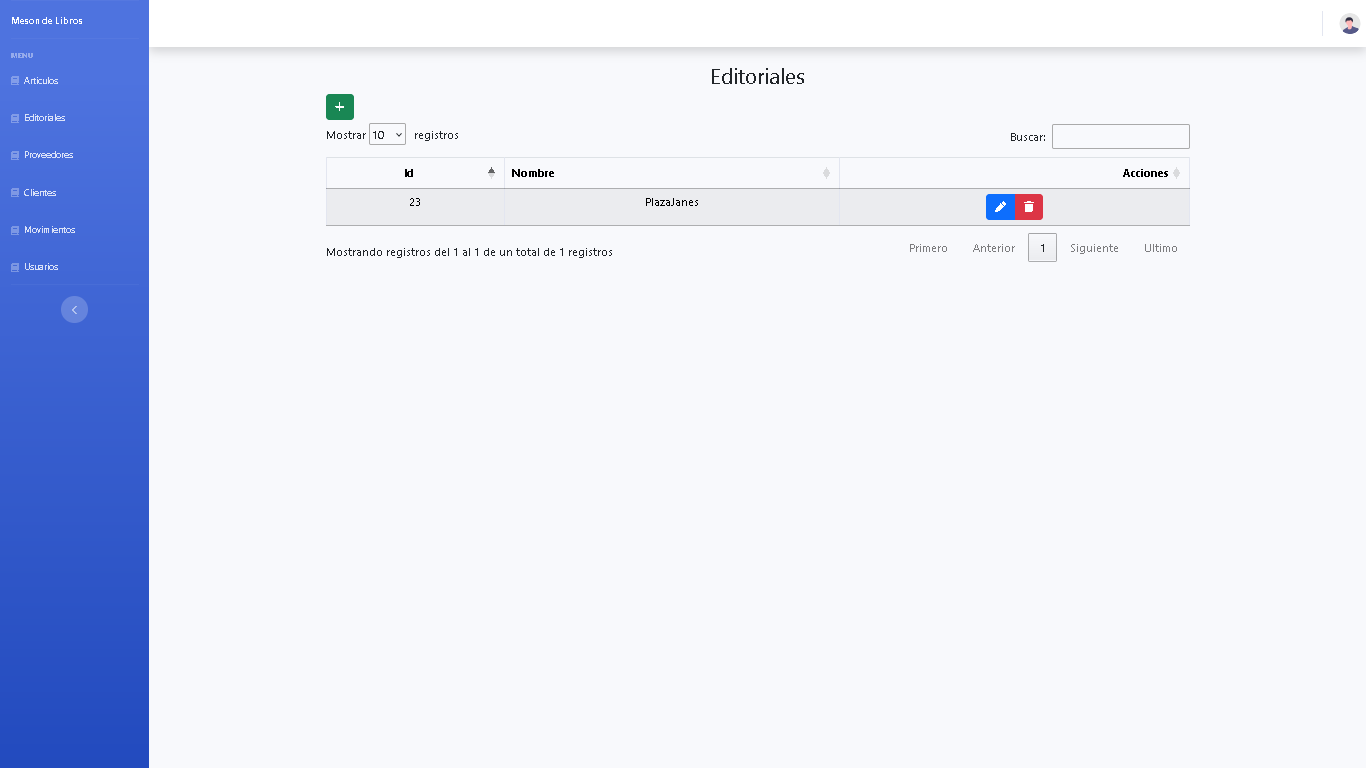 Meson de Libros
MENU
Articulos
Editoriales
Proveedores
Clientes
Movimientos
Usuarios
Editoriales
+
Mostrar 10 registros
Buscar:
Id Nombre Acciones
23 PlazaJanes
Mostrando registros del 1 al 1 de un total de 1 registros
Primero Anterior 1 Siguiente Ultimo